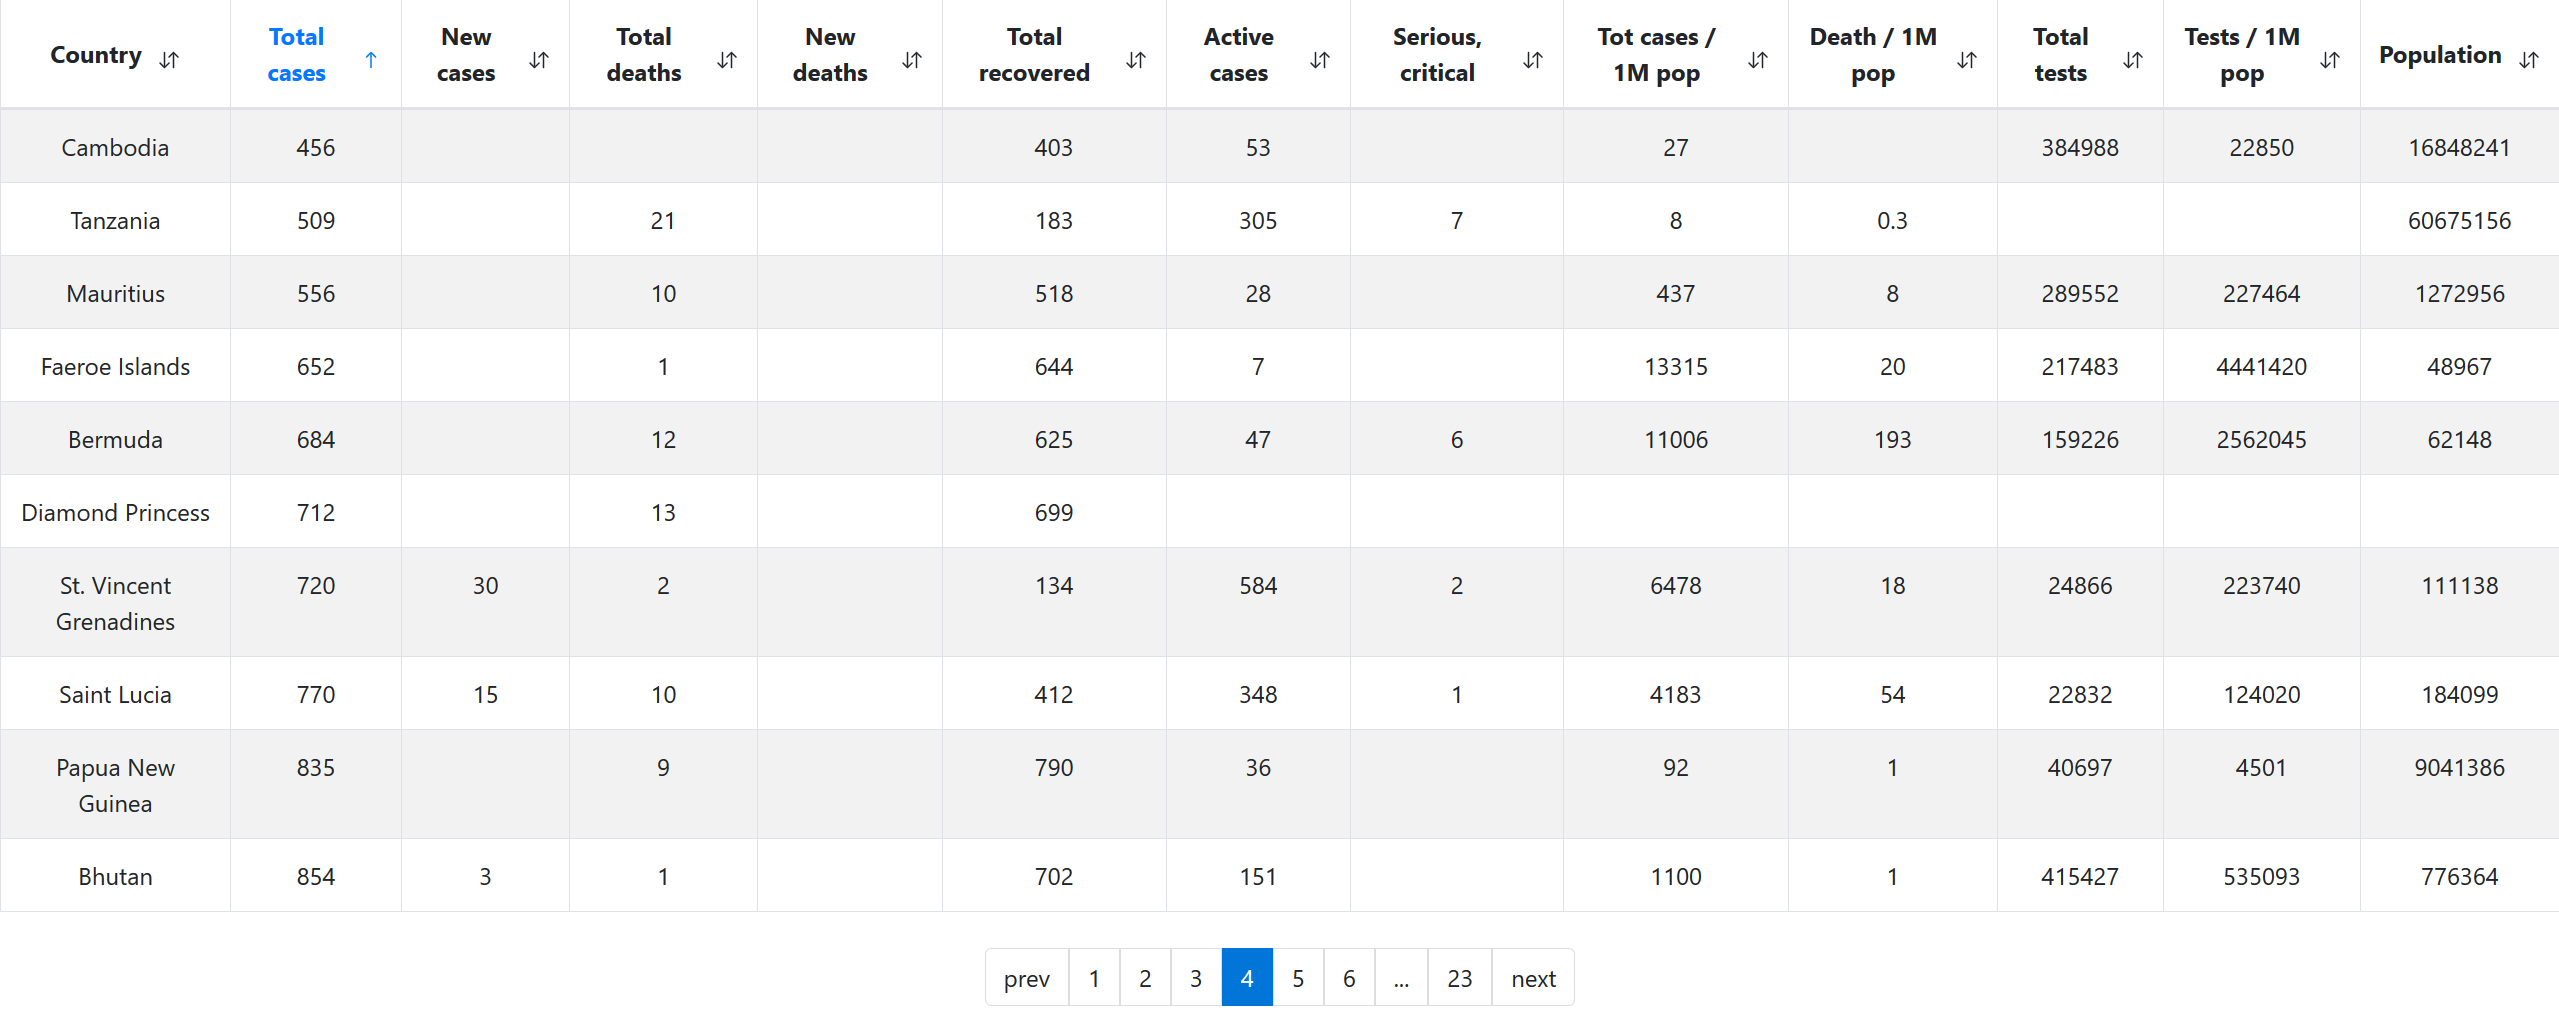 Country Total cases New cases Total deaths New deaths Total recovered Active cases Serious, critical Tot cases / 1M pop Death / 1M pop Total tests Tests / 1M pop Population
Cambodia 456 403 53 27 384988 22850 16848241
Tanzania 509 21 183 305 7 8 0.3 60675156
Mauritius 556 10 518 28 437 8 289552 227464 1272956
Faeroe Islands 652 1 644 7 13315 20 217483 4441420 48967
Bermuda 684 12 625 47 6 11006 193 159226 2562045 62148
Diamond Princess 712 13 699
St. Vincent Grenadines 720 30 2 134 584 2 6478 18 24866 223740 111138
Saint Lucia 770 15 10 412 348 1 4183 54 22832 124020 184099
Papua New Guinea 835 9 790 36 92 1 40697 4501 9041386
Bhutan 854 3 1 702 151 1100 1 415427 535093 776364
prev 1 2 3 4 5 6 ... 23 next